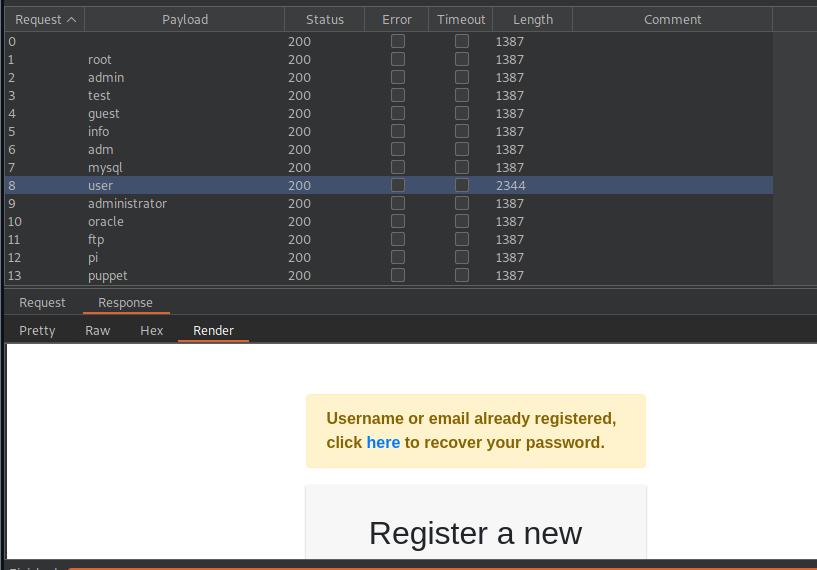 Request Payload Status Error Timeout Length Comment
0 200 1387
1 root 200 1387
2 admin 200 1387
3 test 200 1387
4 guest 200 1387
5 info 200 1387
6 adm 200 1387
7 mysql 200 1387
8 user 200 2344
9 administrator 200 1387
10 oracle 200 1387
11 ftp 200 1387
12 pi 200 1387
13 puppet 200 1387
Request Response
Pretty Raw Hex Render
Username or email already registered,
click here to recover your password.
Register a new